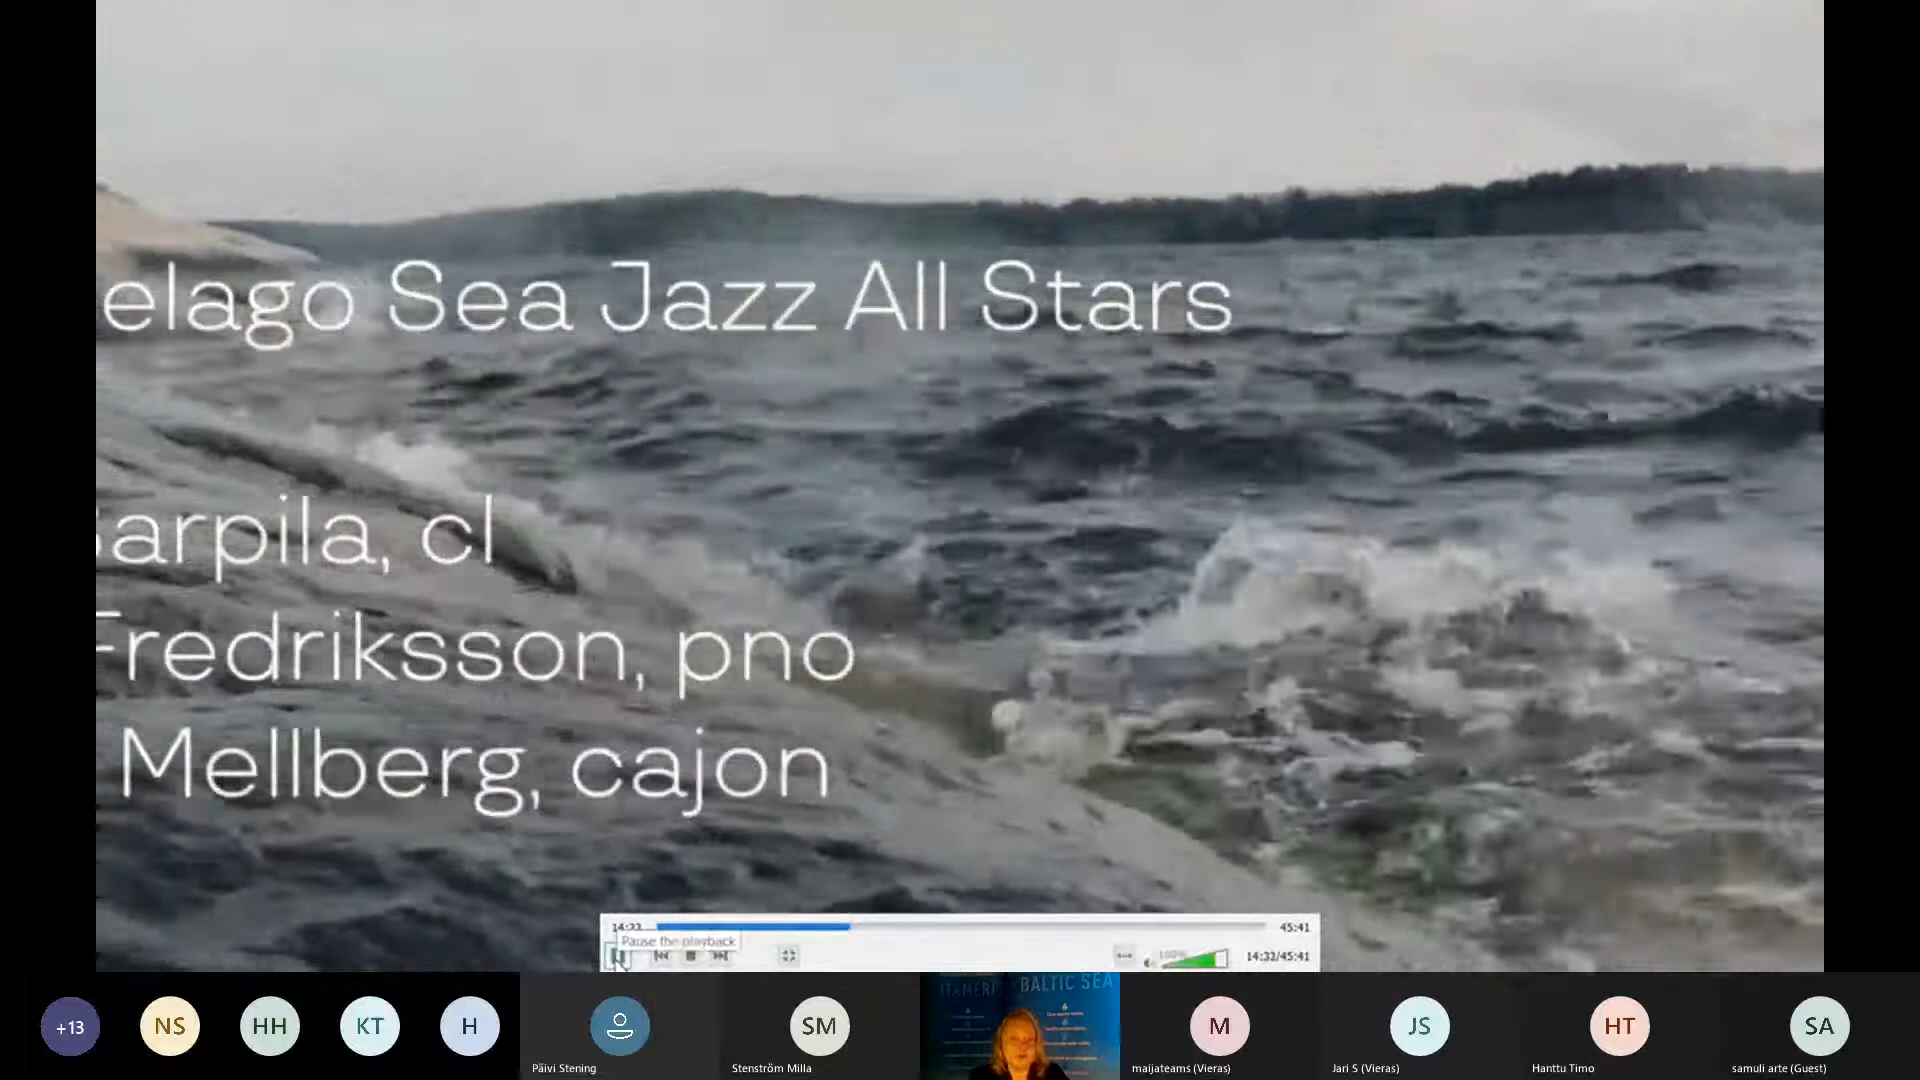 elago Sea Jazz All Stars
arpila, cl
Fredriksson, pno
Mellberg, cajon
14:33
45:41
Pause the playback
100%
14:32/45:41
BALTIC SEA
+13
NS
HH
KT
H
SM
M
JS
HT
SA
Päivi Stening
Stenström Milla
maijateams (Vieras)
Jari S (Vieras)
Hanttu Timo
samuli arte (Guest)